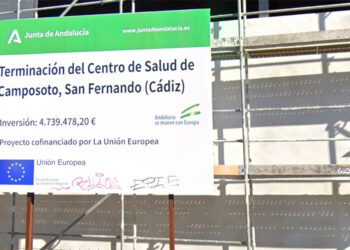 Junta de Andalucía
www.juntadeandalucia.es
Terminación del Centro de Salud de
Camposoto, San Fernando (Cádiz)
Inversión: 4.739.478,20 €
Andalucía
se mueve con Europa
Proyecto cofinanciado por La Unión Europea
Unión Europea